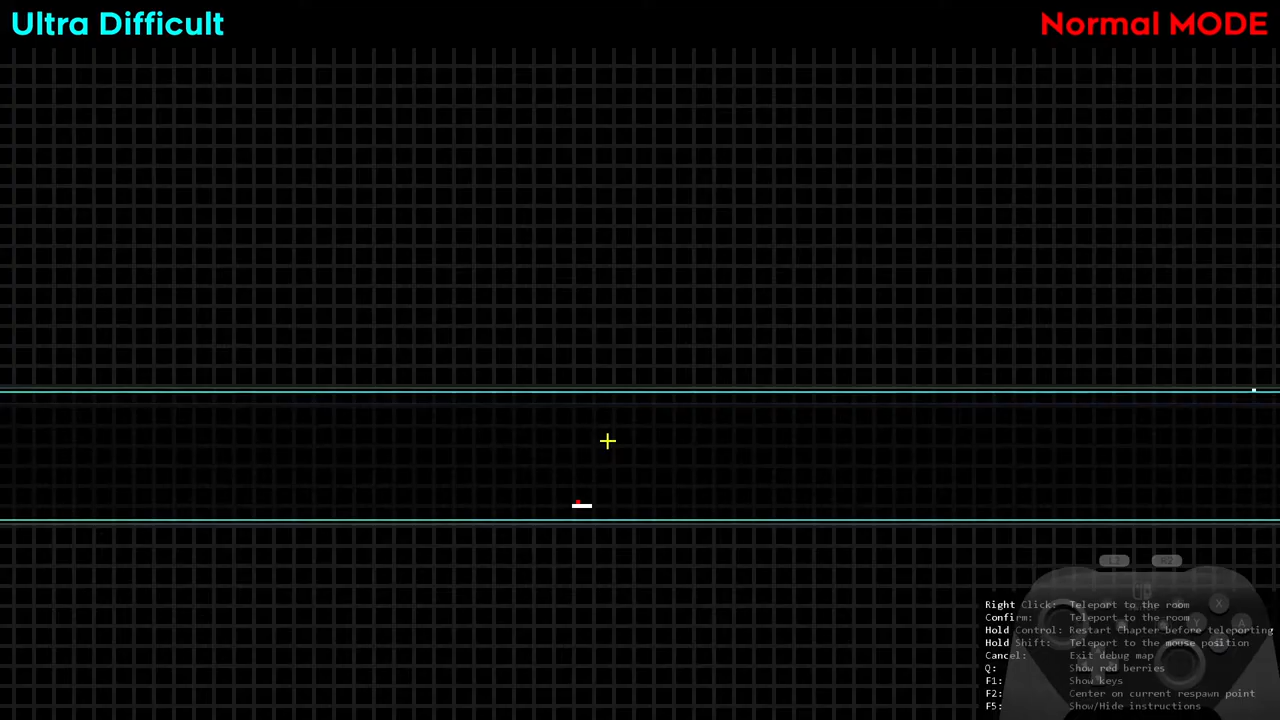 Ultra Difficult
Normal MODE
L2 R2
X
Y A
Right Click: Teleport to the room
Confirm: Teleport to the room
Hold Control: Restart Chapter before teleporting
Hold Shift: Teleport to the mouse position
Cancel: Exit debug map
Q: Show red berries
F1: Show keys
F2: Center on current respawn point
F5: Show/Hide instructions